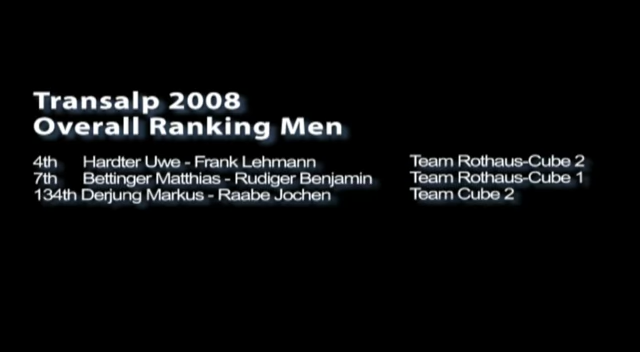 Transalp 2008
Overall Ranking Men
4th Hardter Uwe - Frank Lehmann Team Rothaus-Cube 2
7th Bettinger Matthias - Rudiger Benjamin Team Rothaus-Cube 1
134th Derjung Markus - Raabe Jochen Team Cube 2